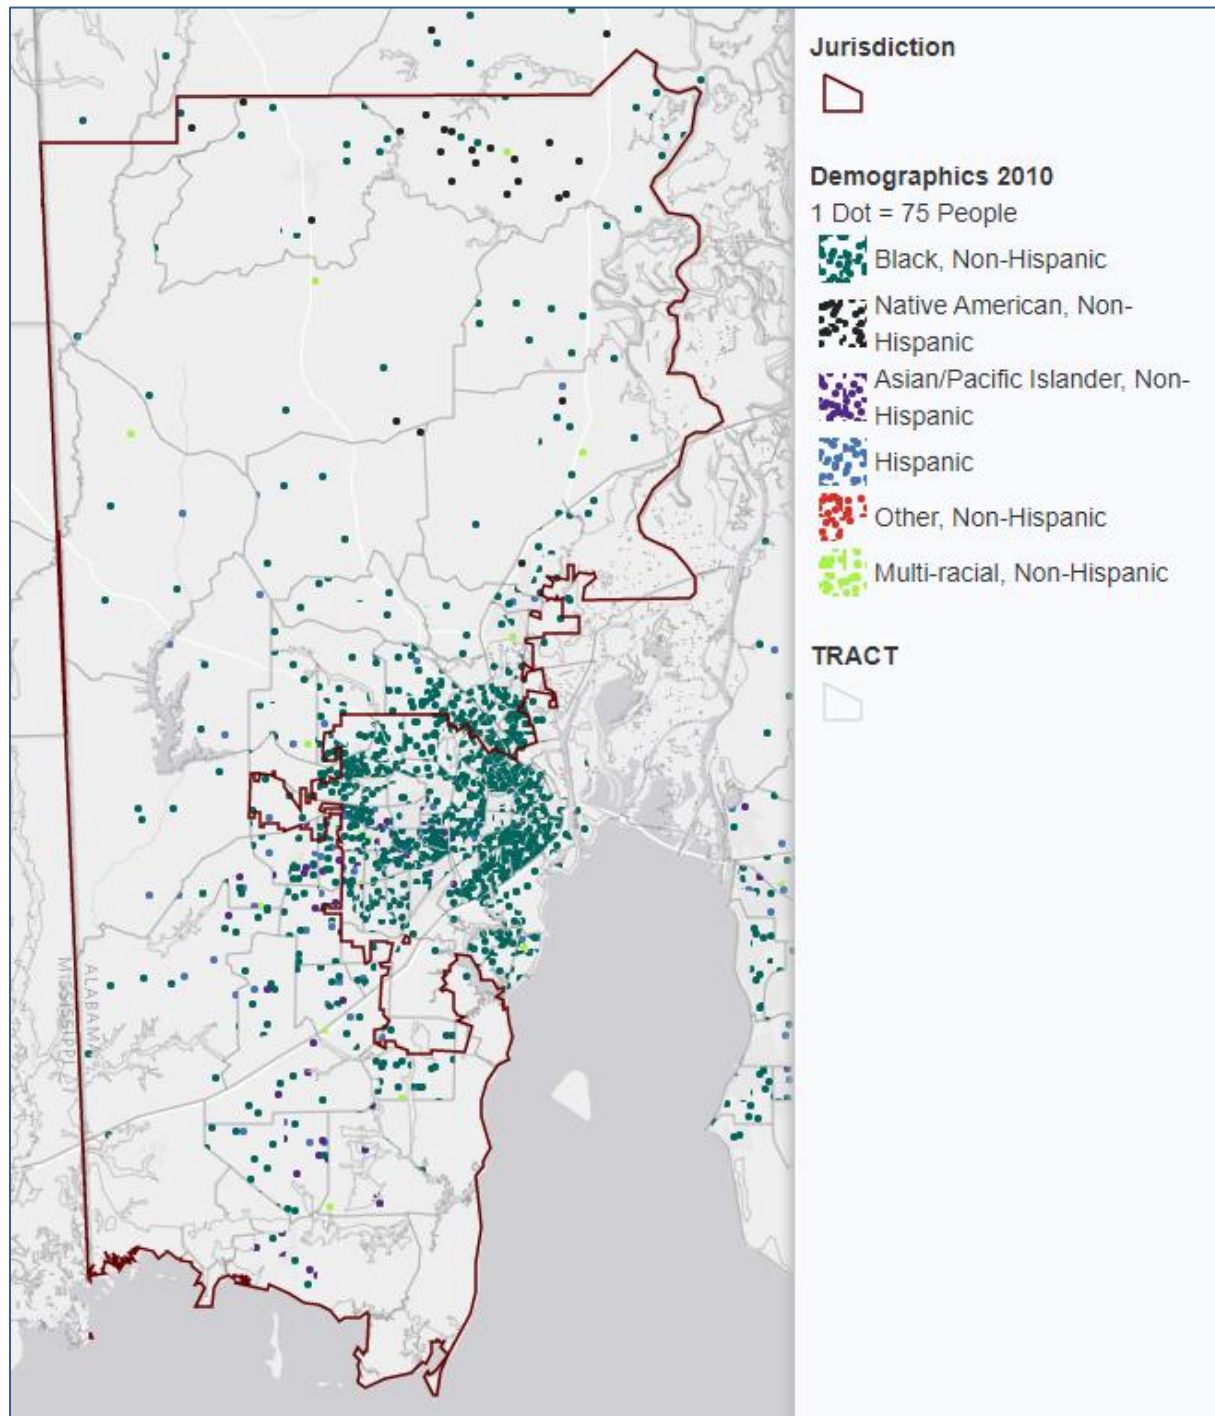 Jurisdiction
Demographics 2010
1 Dot = 75 People
Black, Non-Hispanic
Native American, Non-
Hispanic
Asian/Pacific Islander, Non-
Hispanic
Hispanic
Other, Non-Hispanic
Multi-racial, Non-Hispanic
TRACT
MISSISSIPPI
ALABAMA